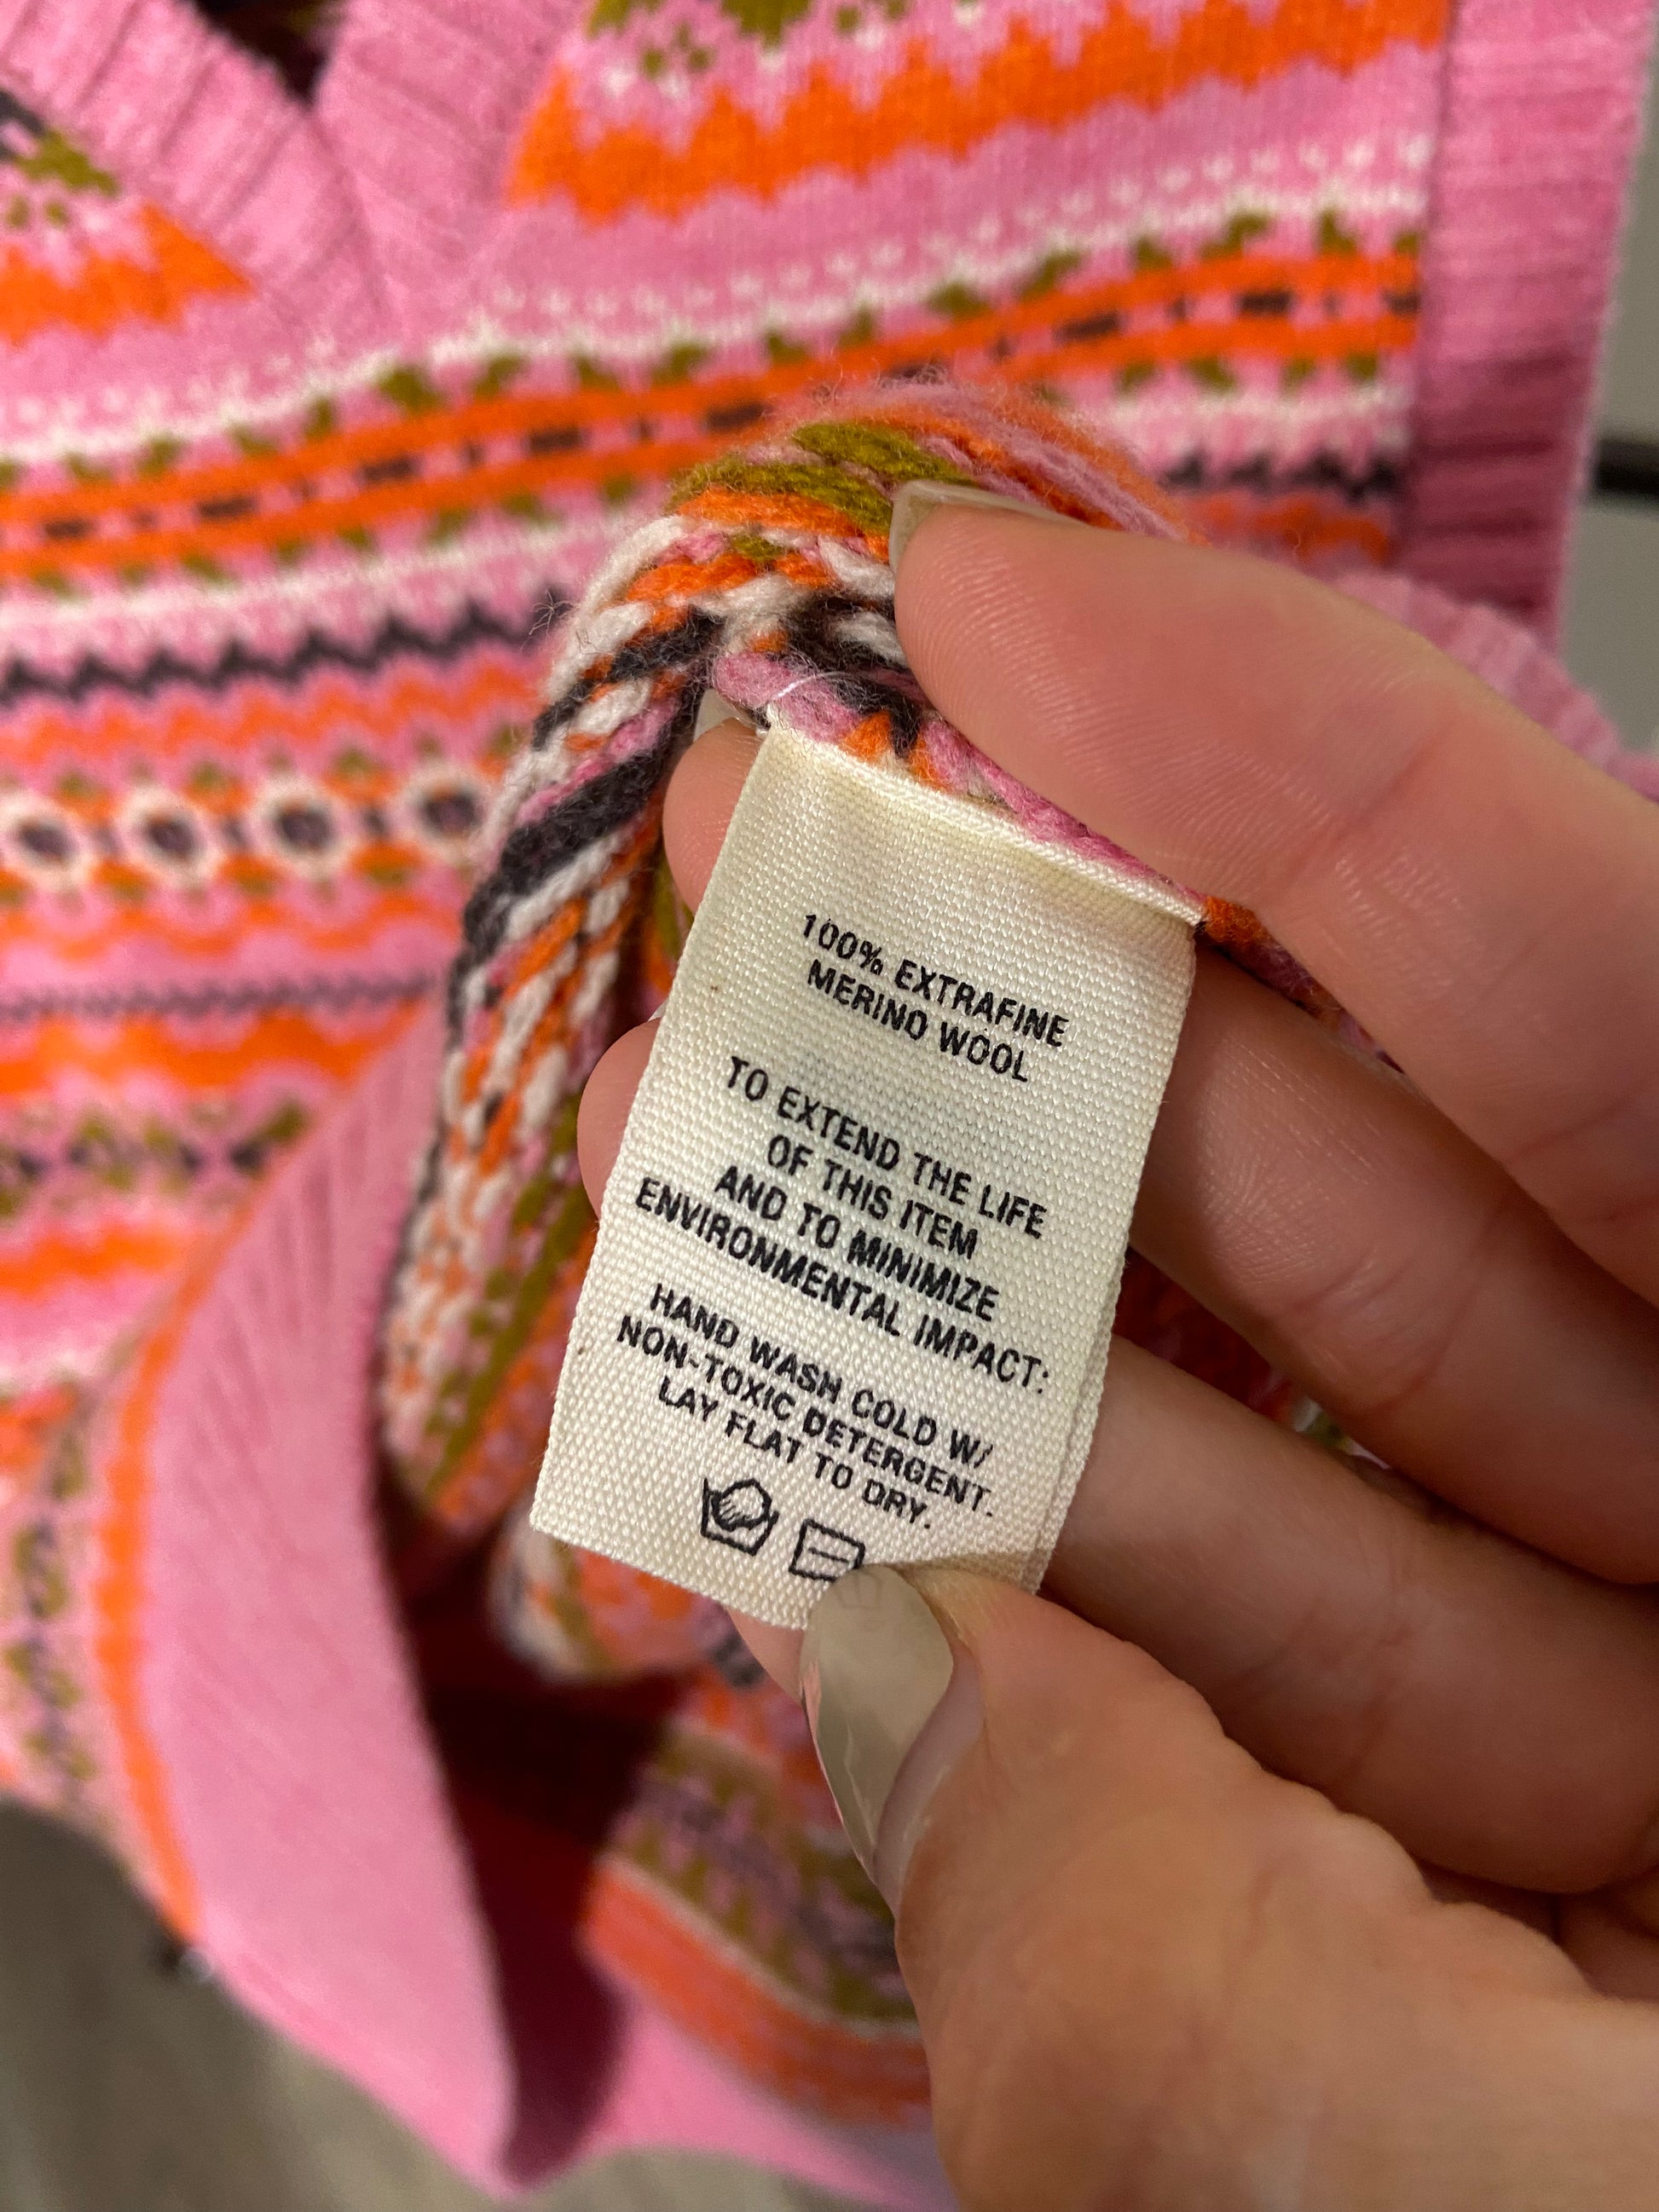 100% EXTRAFINE
MERINO WOOL
TO EXTEND THE LIFE
OF THIS ITEM
AND TO MINIMIZE
ENVIRONMENTAL IMPACT:
HAND WASH COLD W/
NON-TOXIC DETERGENT.
LAY FLAT TO DRY.